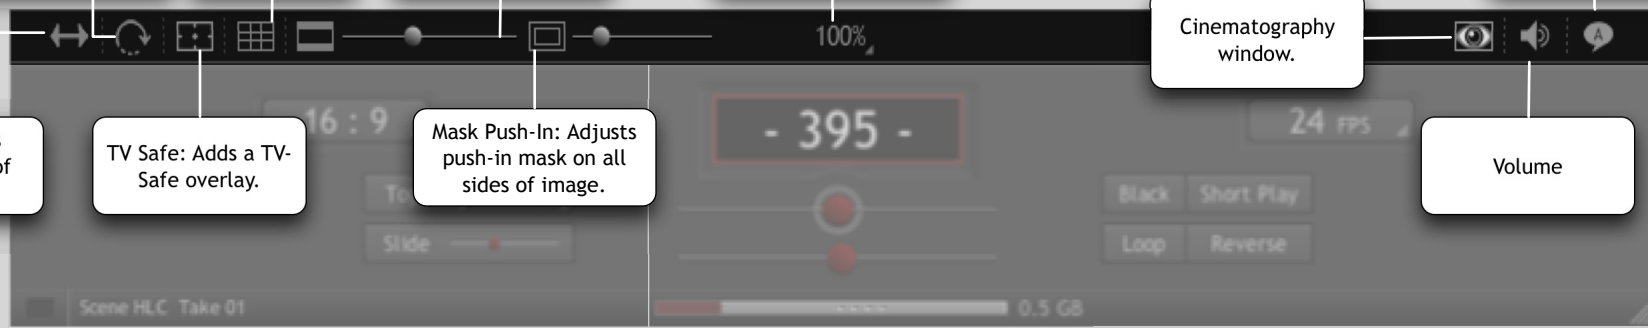 100%
A
Cinematography
window.
of
TV Safe: Adds a TV-
Safe overlay.
16 : 9
Mask Push-In: Adjusts
push-in mask on all
sides of image.
- 395 -
24 FPS
Volume
Black
Short Play
Slide
Loop
Reverse
Scene HLC Take 01
0.5 GB